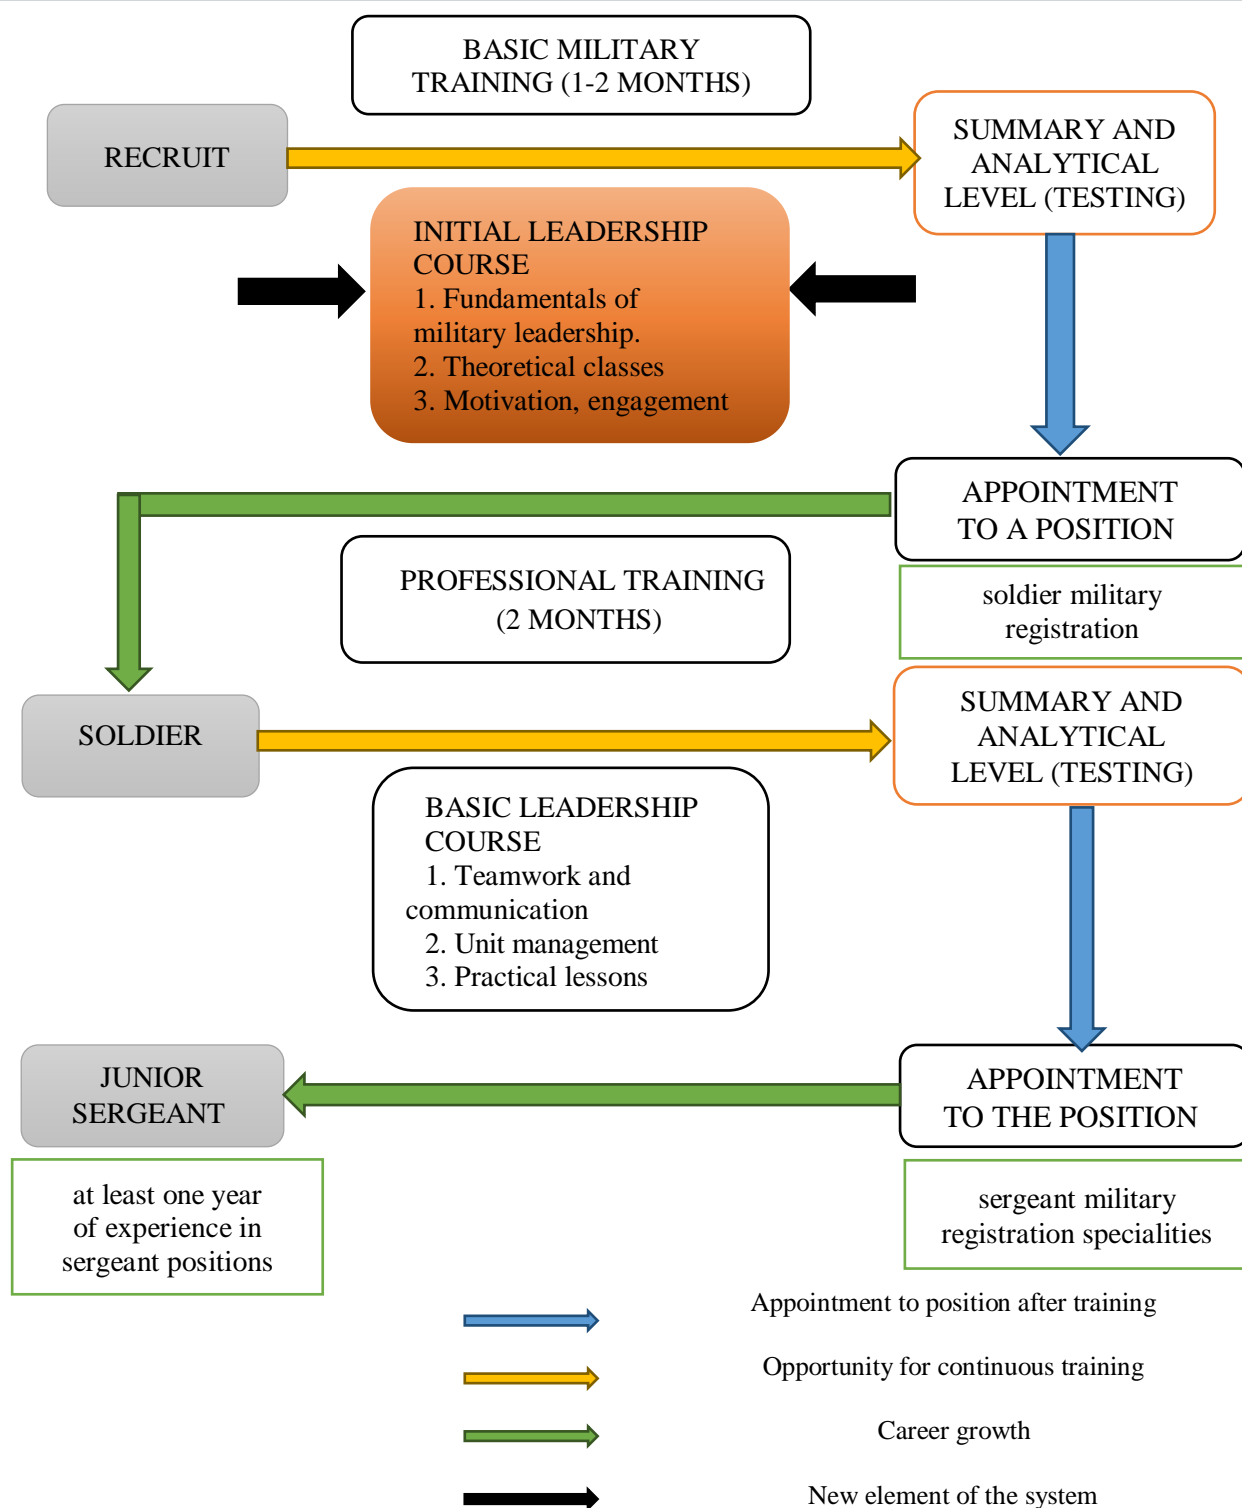 BASIC MILITARY
TRAINING (1-2 MONTHS)
RECRUIT
SUMMARY AND
ANALYTICAL
LEVEL (TESTING)
INITIAL LEADERSHIP
COURSE
1. Fundamentals of
military leadership.
2. Theoretical classes
3. Motivation, engagement
APPOINTMENT
TO A POSITION
PROFESSIONAL TRAINING
(2 MONTHS)
soldier military
registration
SOLDIER
SUMMARY AND
ANALYTICAL
LEVEL (TESTING)
BASIC LEADERSHIP
COURSE
1. Teamwork and
communication
2. Unit management
3. Practical lessons
JUNIOR
SERGEANT
APPOINTMENT
TO THE POSITION
at least one year
of experience in
sergeant positions
sergeant military
registration specialities
Appointment to position after training
Opportunity for continuous training
Career growth
New element of the system